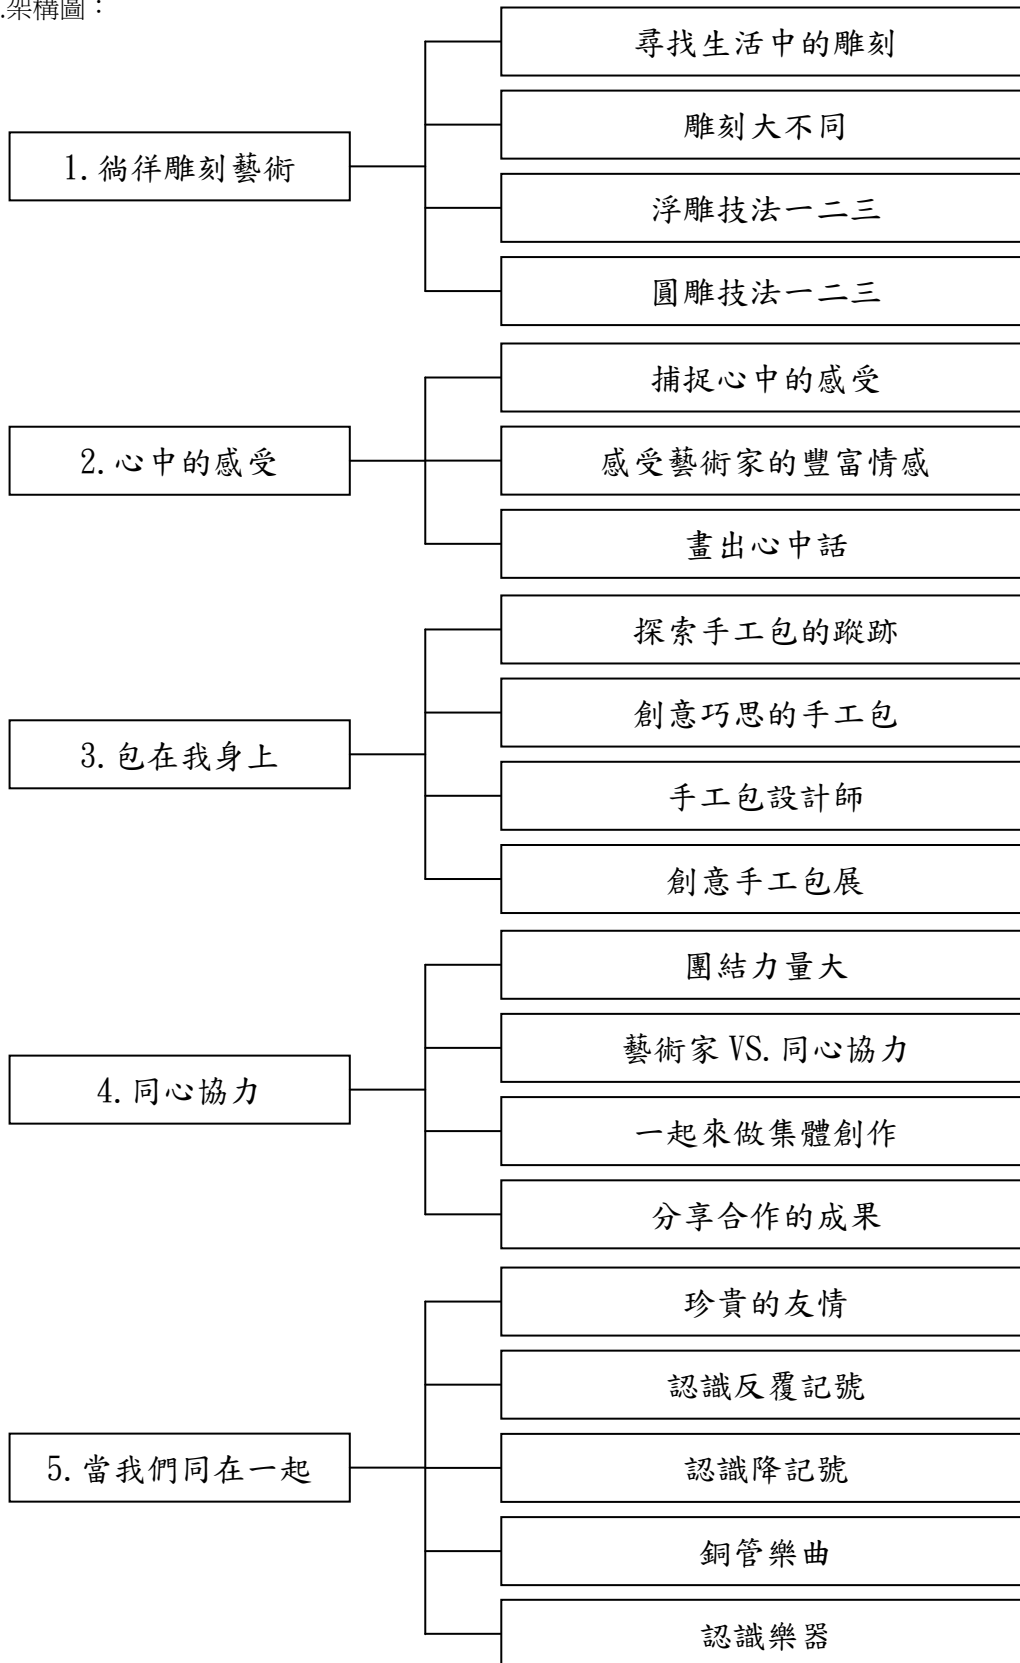 .架構圖：
1.徜徉雕刻藝術
尋找生活中的雕刻
雕刻大不同
浮雕技法一二三
圓雕技法一二三
2.心中的感受
捕捉心中的感受
感受藝術家的豐富情感
畫出心中話
3.包在我身上
探索手工包的蹤跡
創意巧思的手工包
手工包設計師
創意手工包展
4.同心協力
團結力量大
藝術家 VS.同心協力
一起來做集體創作
分享合作的成果
5.當我們同在一起
珍貴的友情
認識反覆記號
認識降記號
銅管樂曲
認識樂器